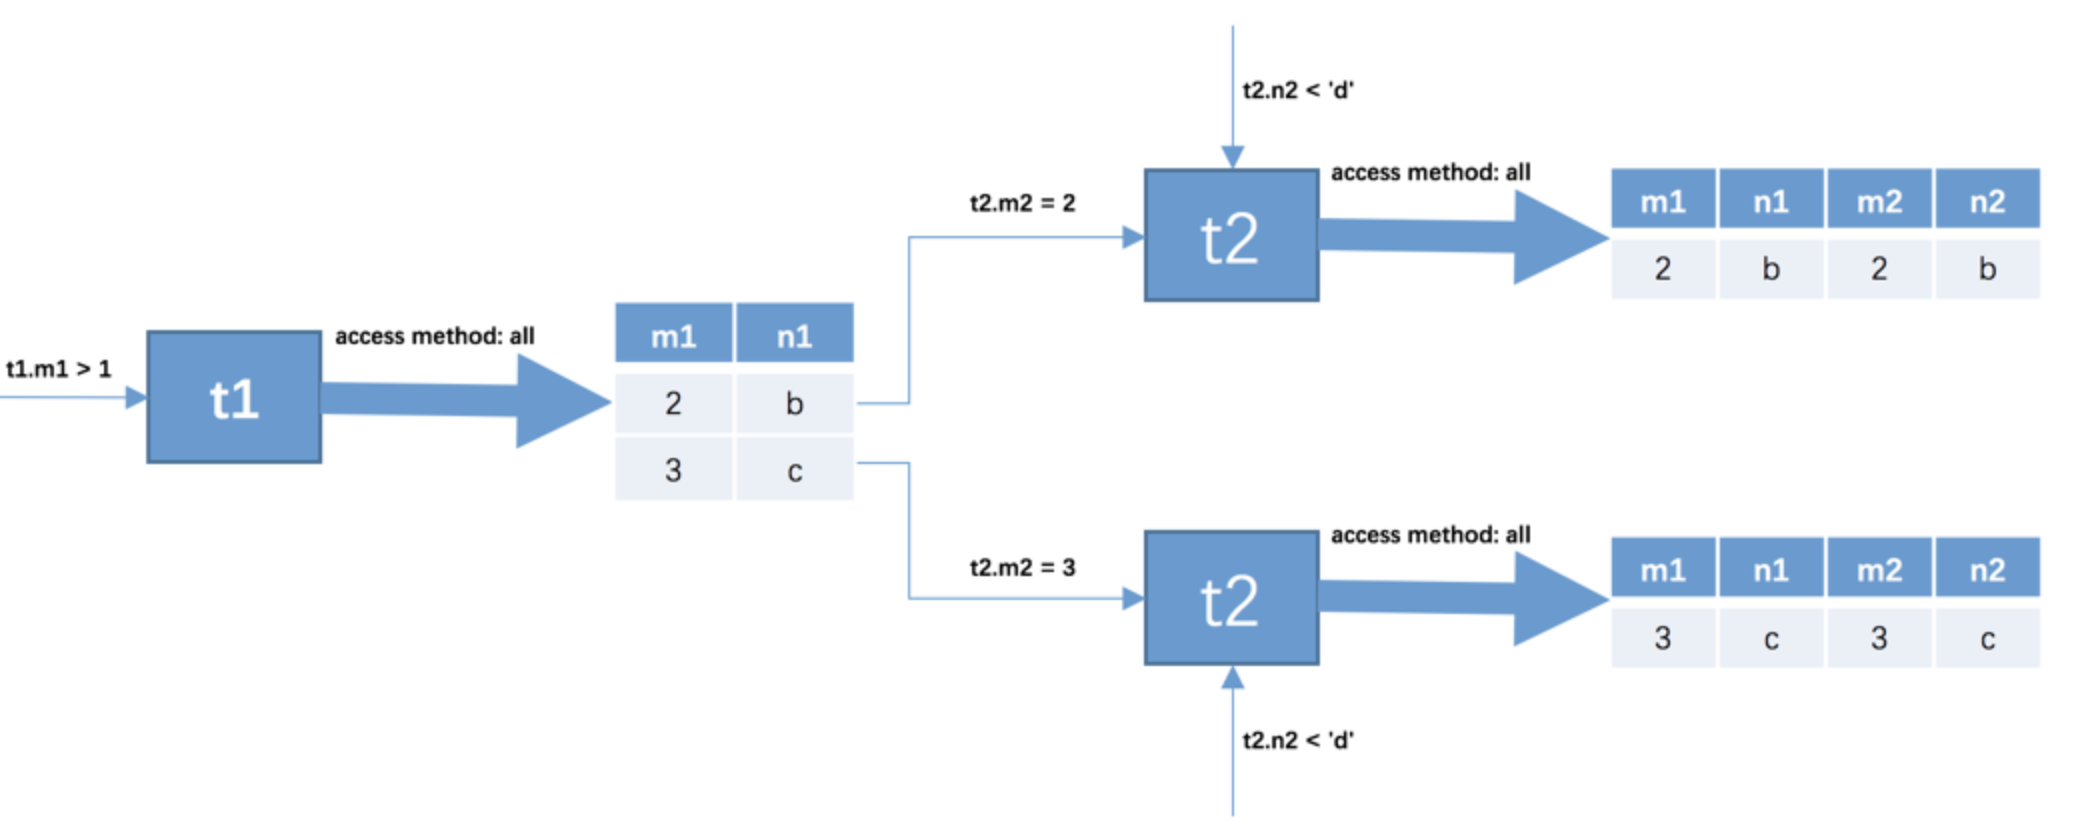 t1.m1 > 1
t1
access method: all
m1 n1
2 b
3 c
t2.m2 = 2
t2.n2 < 'd'
t2
access method: all
m1 n1 m2 n2
2 b 2 b
t2.m2 = 3
t2
access method: all
t2.n2 < 'd'
m1 n1 m2 n2
3 c 3 c